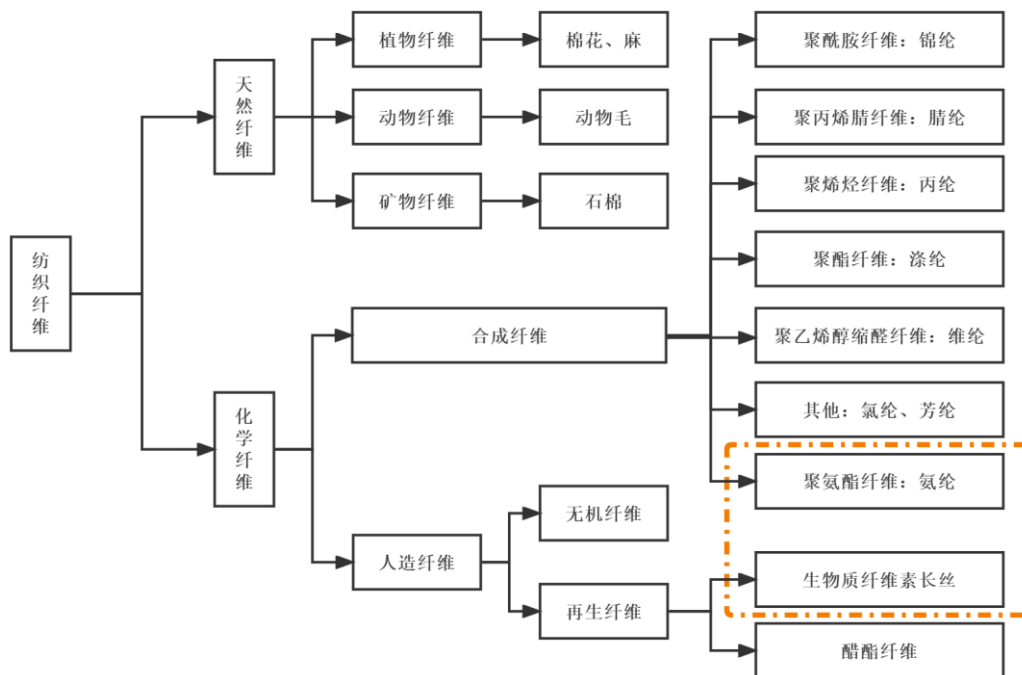 纺织纤维
天然纤维
植物纤维
棉花、麻
动物纤维
动物毛
矿物纤维
石棉
化学纤维
合成纤维
聚酰胺纤维：锦纶
聚丙烯腈纤维：腈纶
聚烯烃纤维：丙纶
聚酯纤维：涤纶
聚乙烯醇缩醛纤维：维纶
其他：氯纶、芳纶
聚氨酯纤维：氨纶
人造纤维
无机纤维
再生纤维
生物质纤维素长丝
醋酯纤维